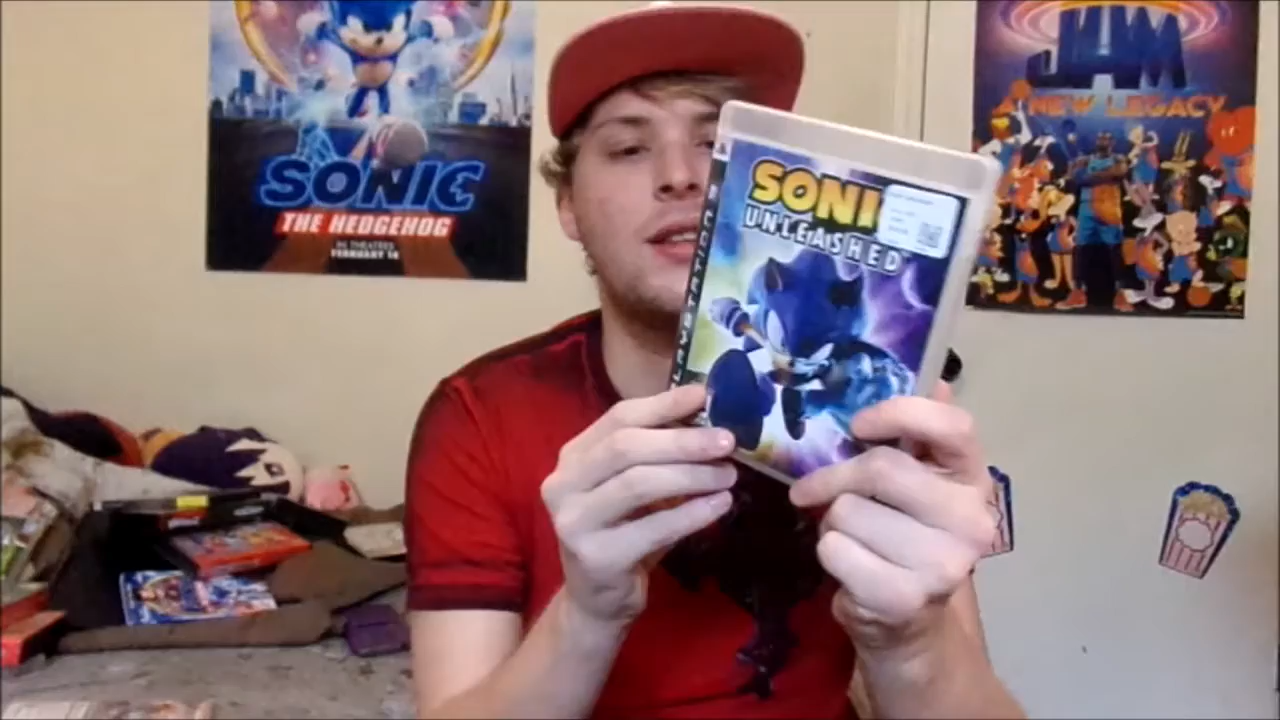 SONIC
THE HEDGEHOG
IN THEATERS
FEBRUARY 14
JAM
A NEW LEGACY
PLAYSTATION 3
SONI
UNLEASHED